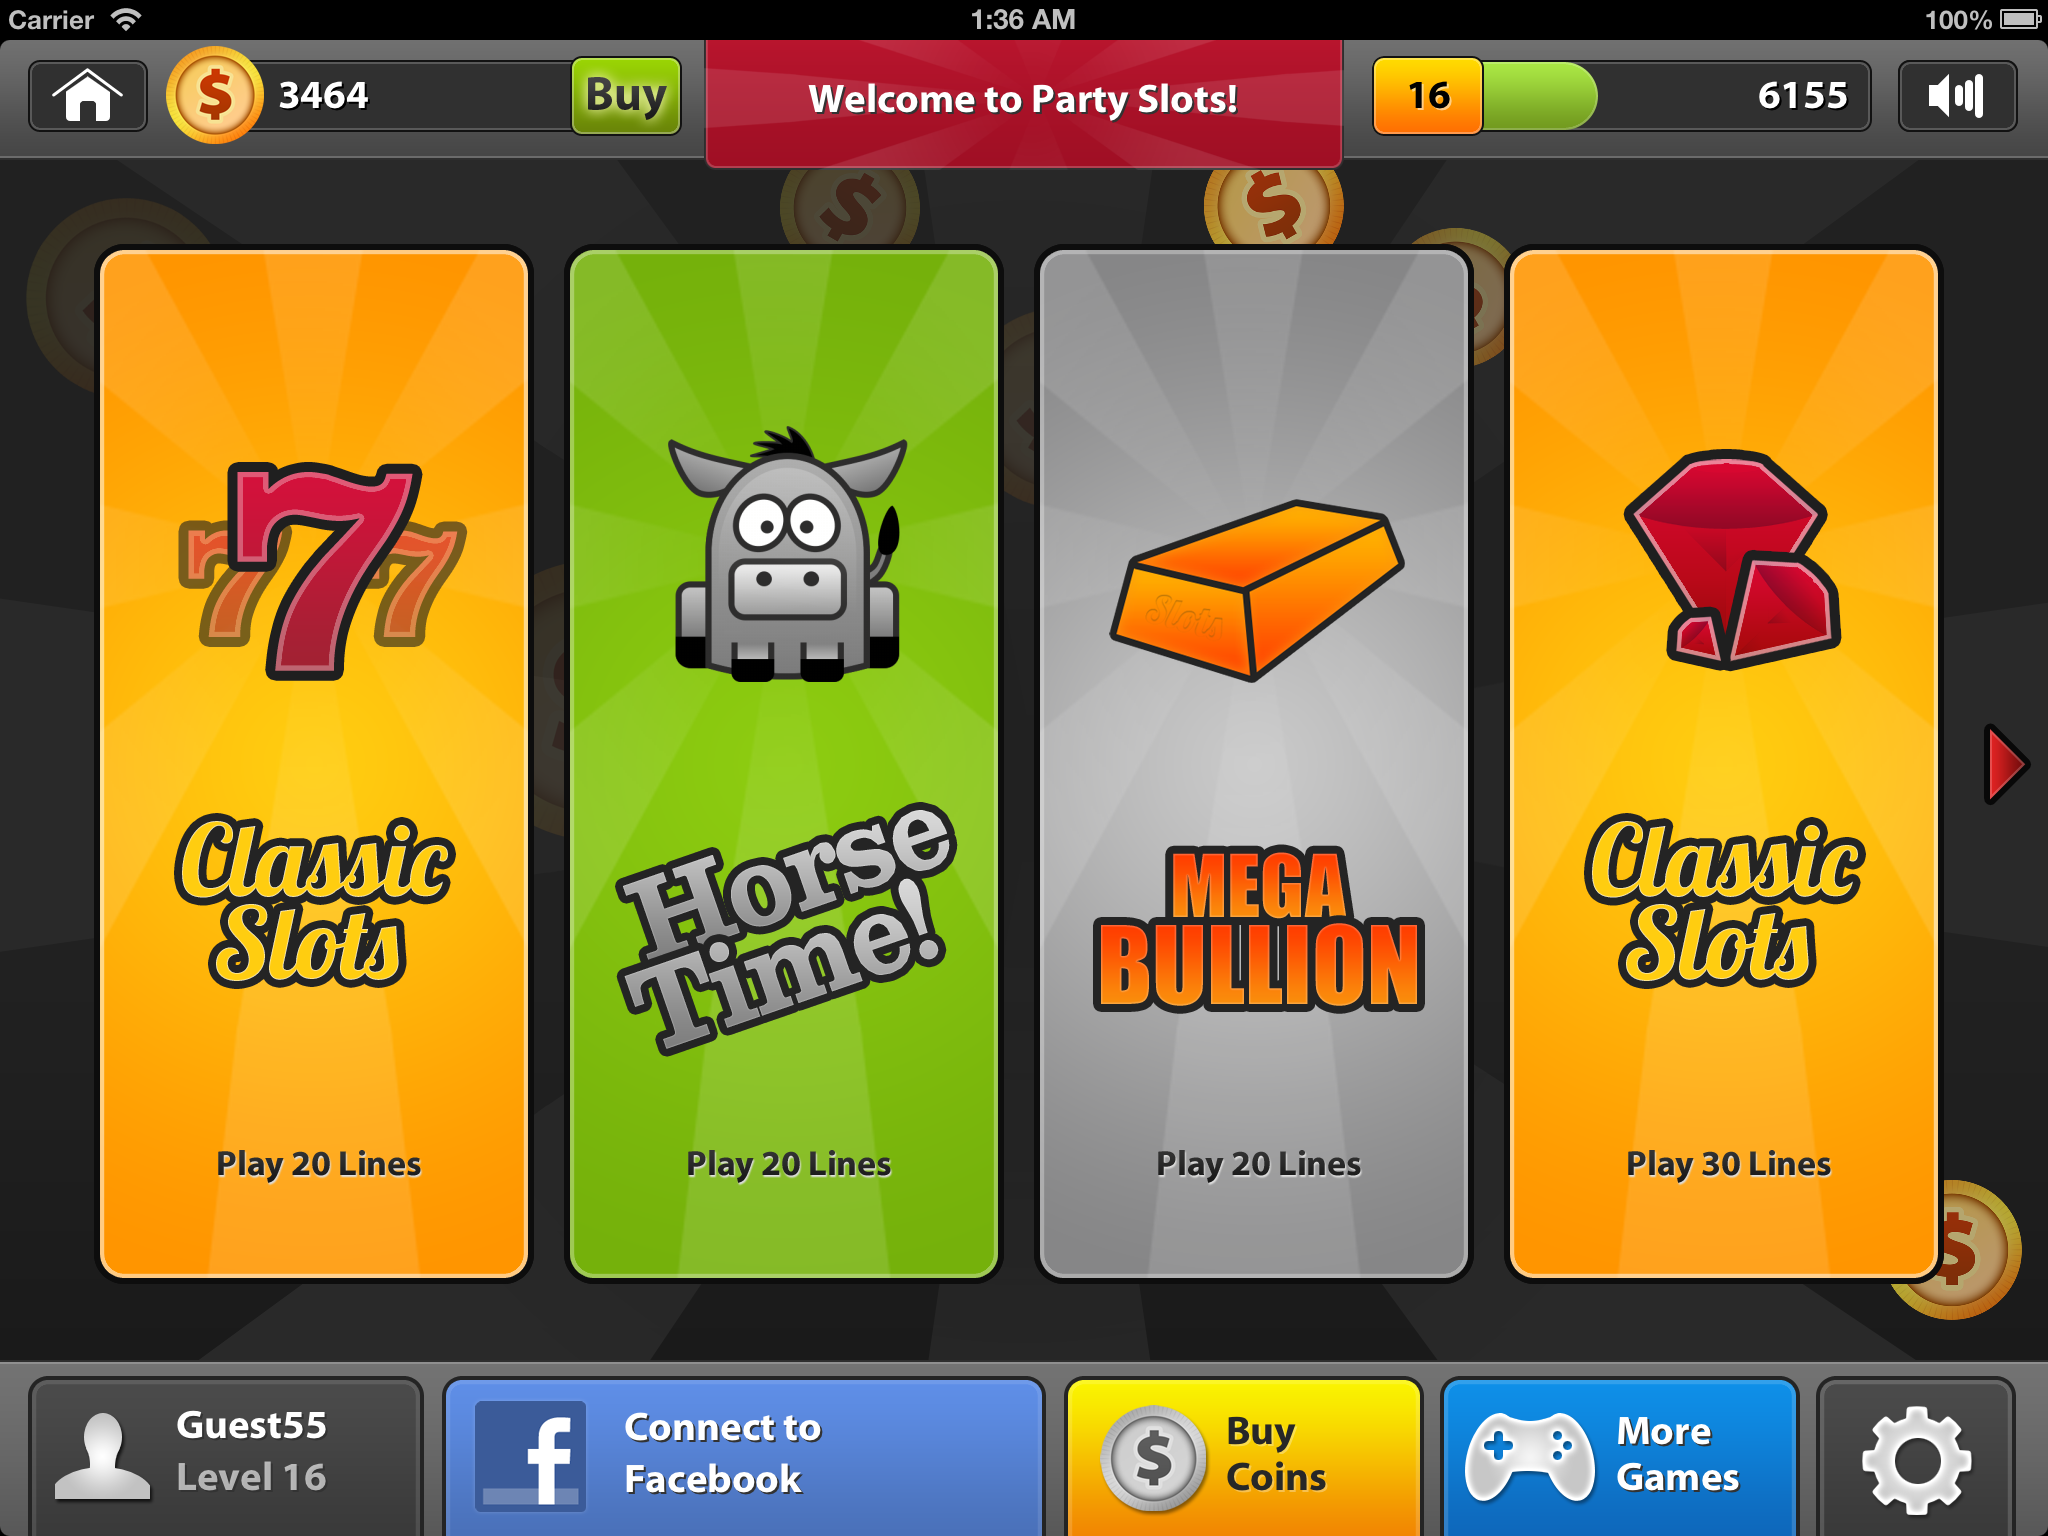 Carrier
1:36 AM
100%
$
3464
Buy
Welcome to Party Slots!
16
6155
$
$
777
Slots
Classic
Slots
Horse
Time!
MEGA
BULLION
Classic
Slots
Play 20 Lines
Play 20 Lines
Play 20 Lines
Play 30 Lines
$
Guest55
Level 16
f
Connect to
Facebook
$
Buy
Coins
More
Games